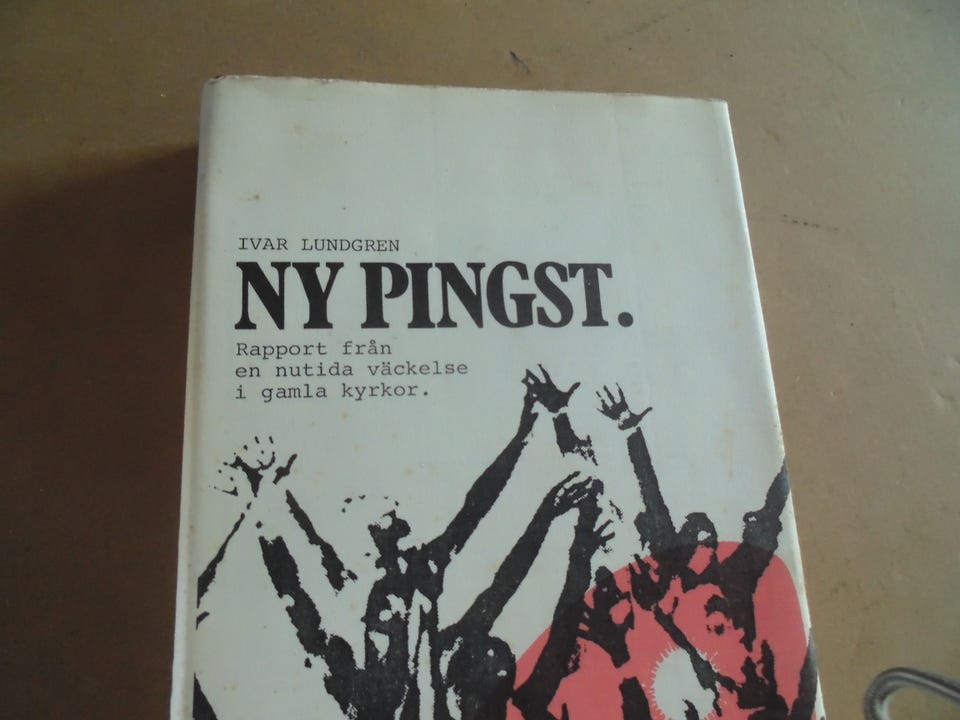 IVAR LUNDGREN
NY PINGST.
Rapport från
en nutida väckelse
i gamla kyrkor.